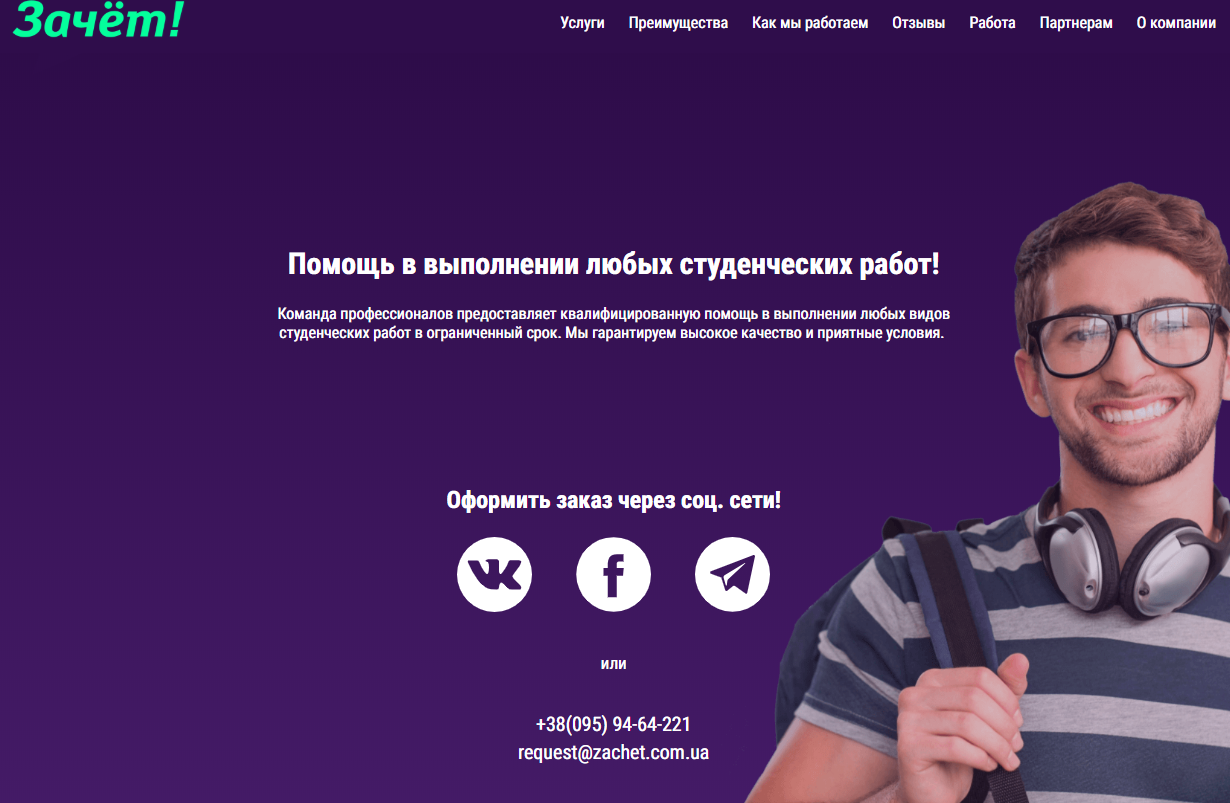 Зачёт!
Услуги Преимущества Как мы работаем Отзывы Работа Партнерам О компании
Помощь в выполнении любых студенческих работ!
Команда профессионалов предоставляет квалифицированную помощь в выполнении любых видов
студенческих работ в ограниченный срок. Мы гарантируем высокое качество и приятные условия.
Оформить заказ через соц. сети!
или
+38(095) 94-64-221
request@zachet.com.ua